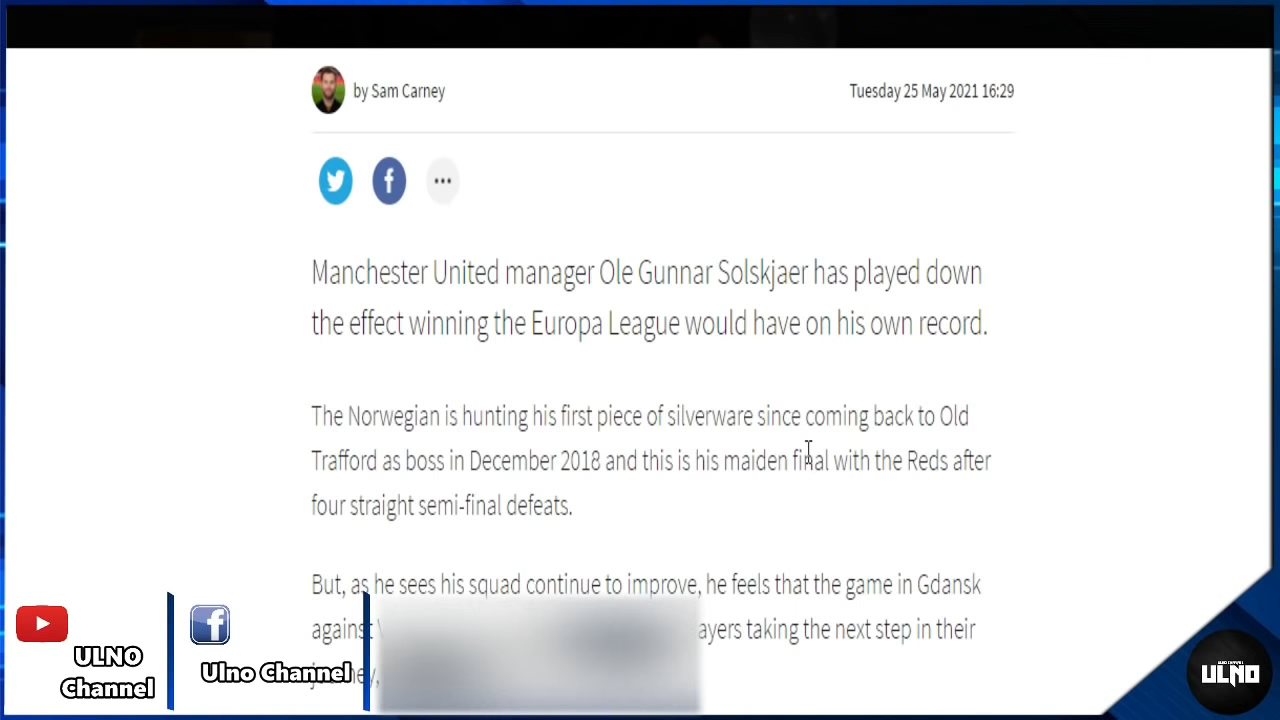 by Sam Carney
Tuesday 25 May 2021 16:29
Manchester United manager Ole Gunnar Solskjaer has played down
the effect winning the Europa League would have on his own record.
The Norwegian is hunting his first piece of silverware since coming back to Old
Trafford as boss in December 2018 and this is his maiden final with the Reds after
four straight semi-final defeats.
But, as he sees his squad continue to improve, he feels that the game in Gdansk
against
taking the next step in their
ULNO
Channel
Ulno Channel
ULNO